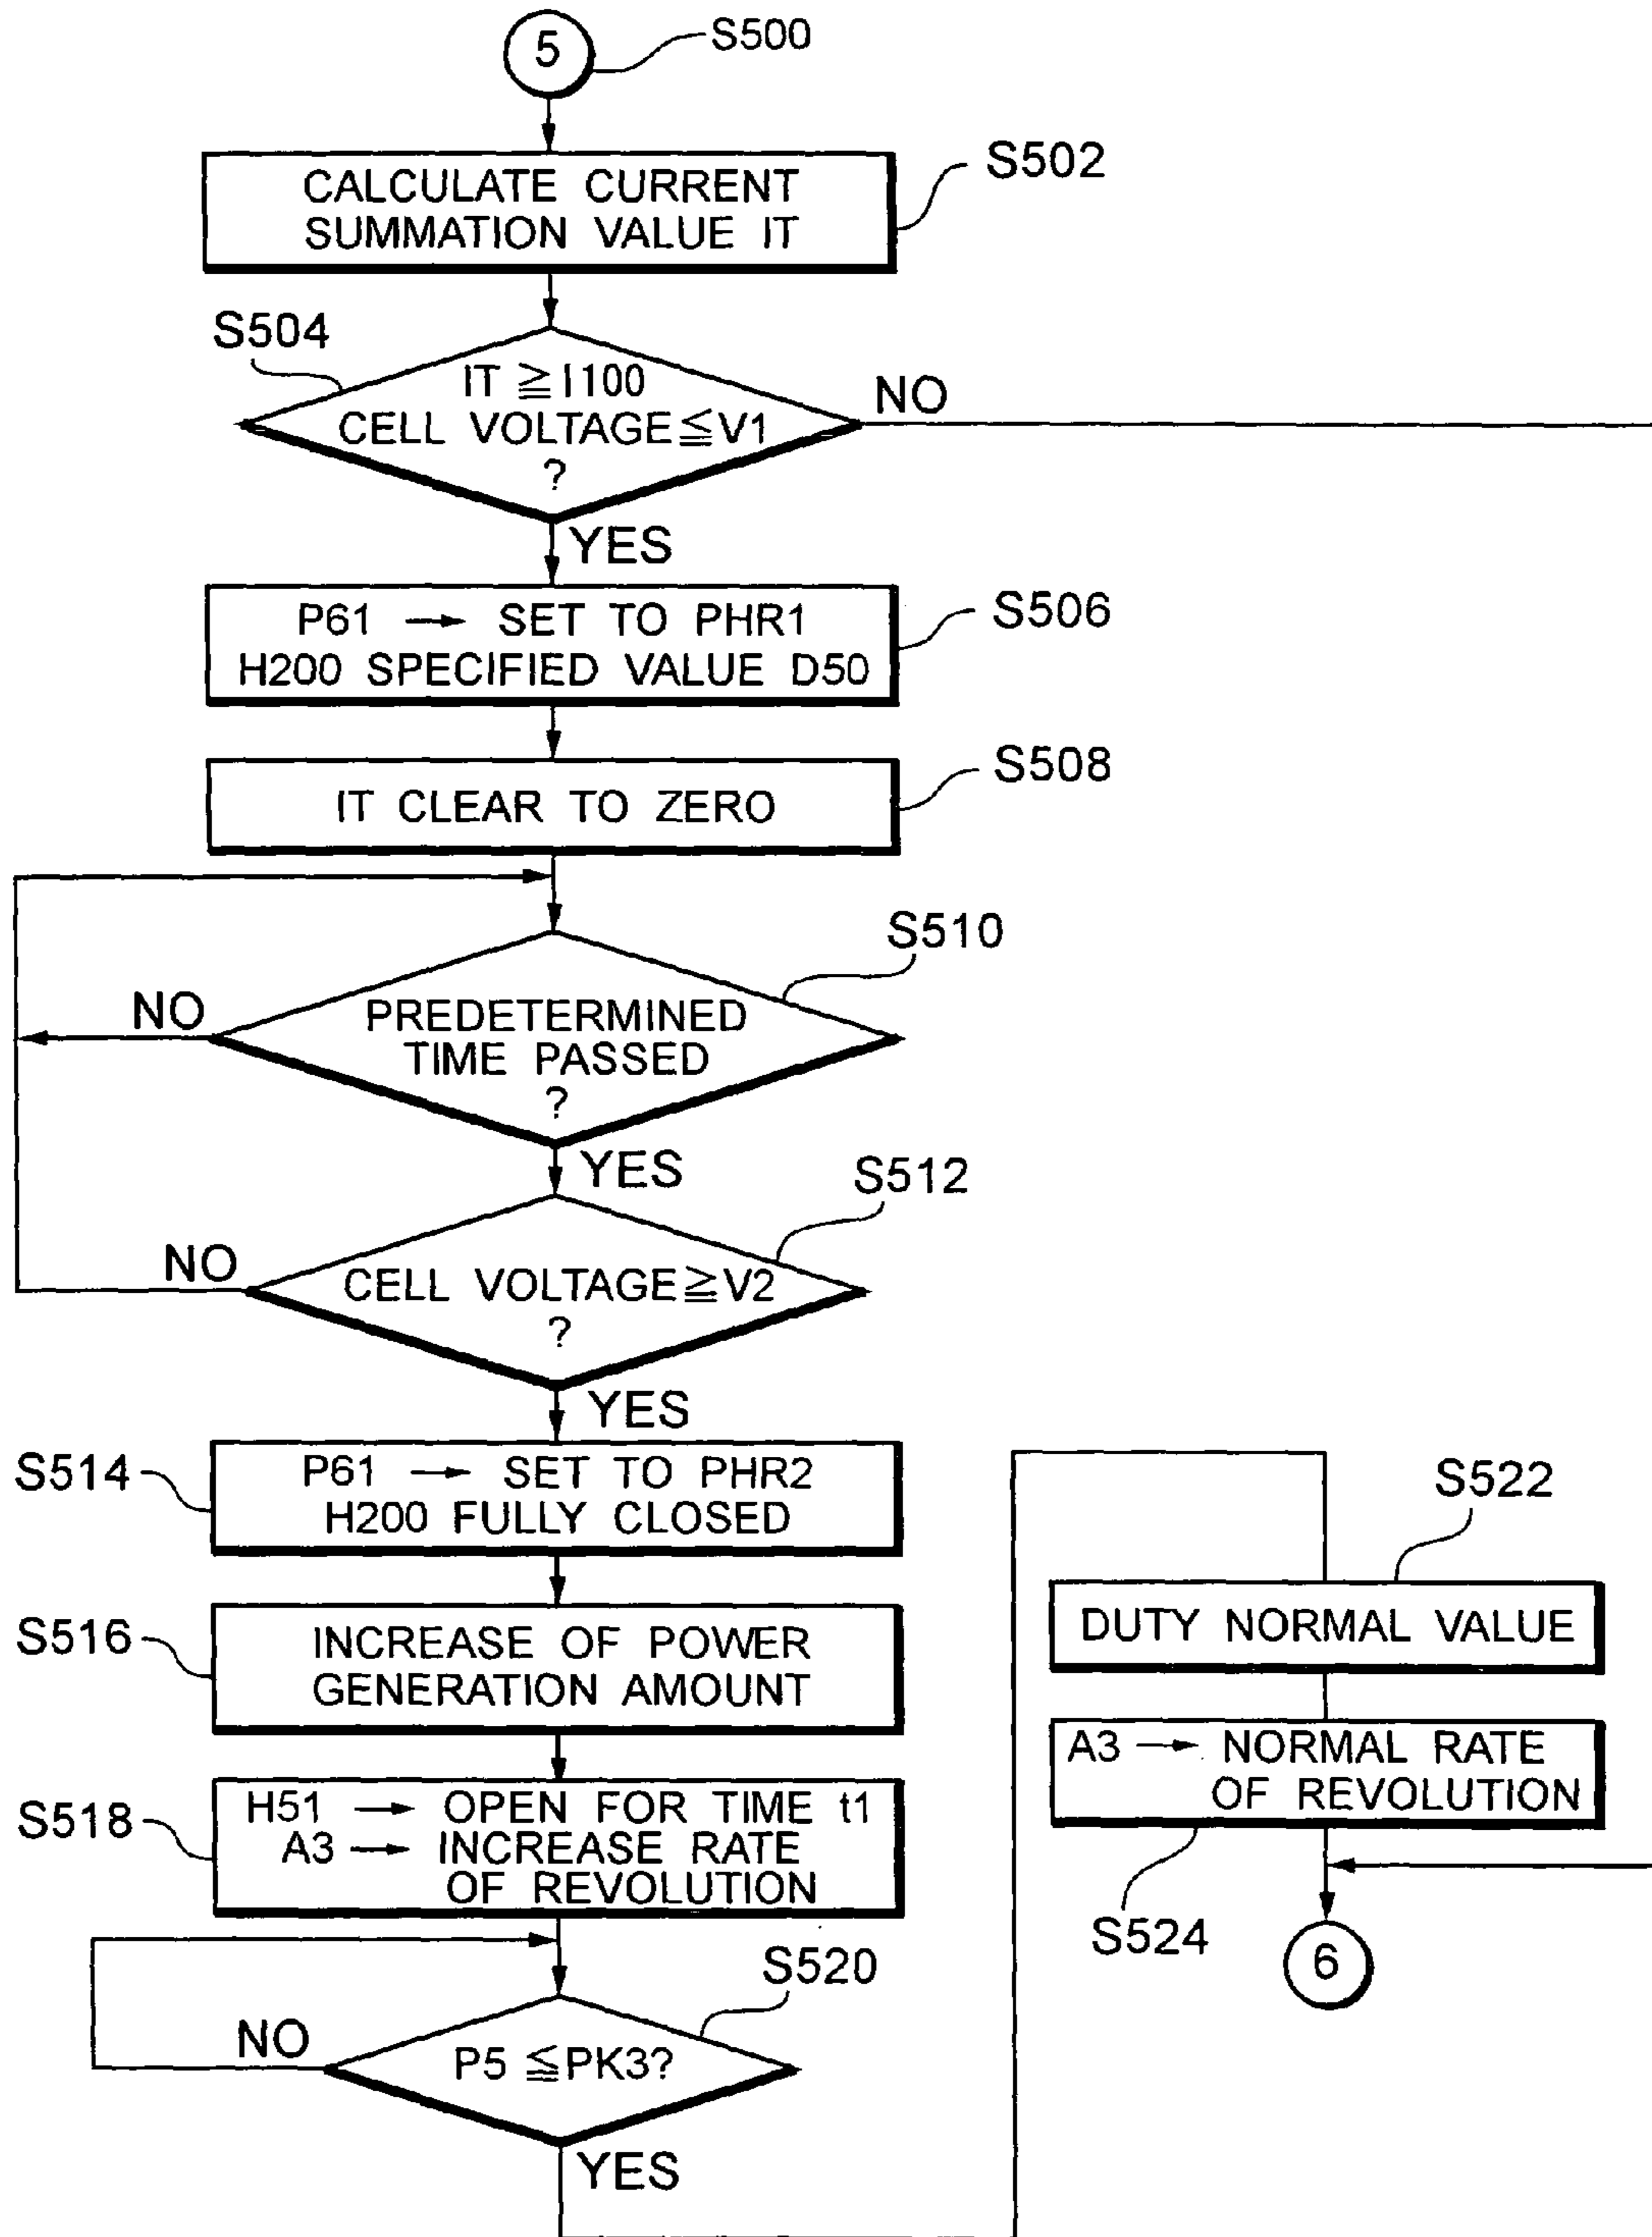 5
S500
CALCULATE CURRENT
SUMMATION VALUE IT
S502
S504
IT ≧ I100
CELL VOLTAGE≦V1
?
NO
YES
P61 → SET TO PHR1
H200 SPECIFIED VALUE D50
S506
IT CLEAR TO ZERO
S508
S510
PREDETERMINED
TIME PASSED
?
NO
YES
S512
CELL VOLTAGE≧V2
?
NO
YES
S514
P61 → SET TO PHR2
H200 FULLY CLOSED
S516
INCREASE OF POWER
GENERATION AMOUNT
S518
H51 → OPEN FOR TIME t1
A3 → INCREASE RATE
OF REVOLUTION
S520
P5 ≦PK3?
NO
YES
S522
DUTY NORMAL VALUE
A3 → NORMAL RATE
OF REVOLUTION
S524
6